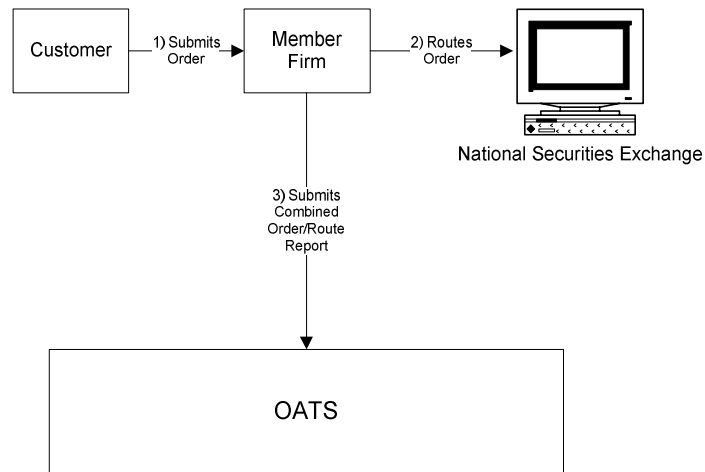 Customer
1) Submits
Order
Member
Firm
2) Routes
Order
National Securities Exchange
3) Submits
Combined
Order/Route
Report
OATS